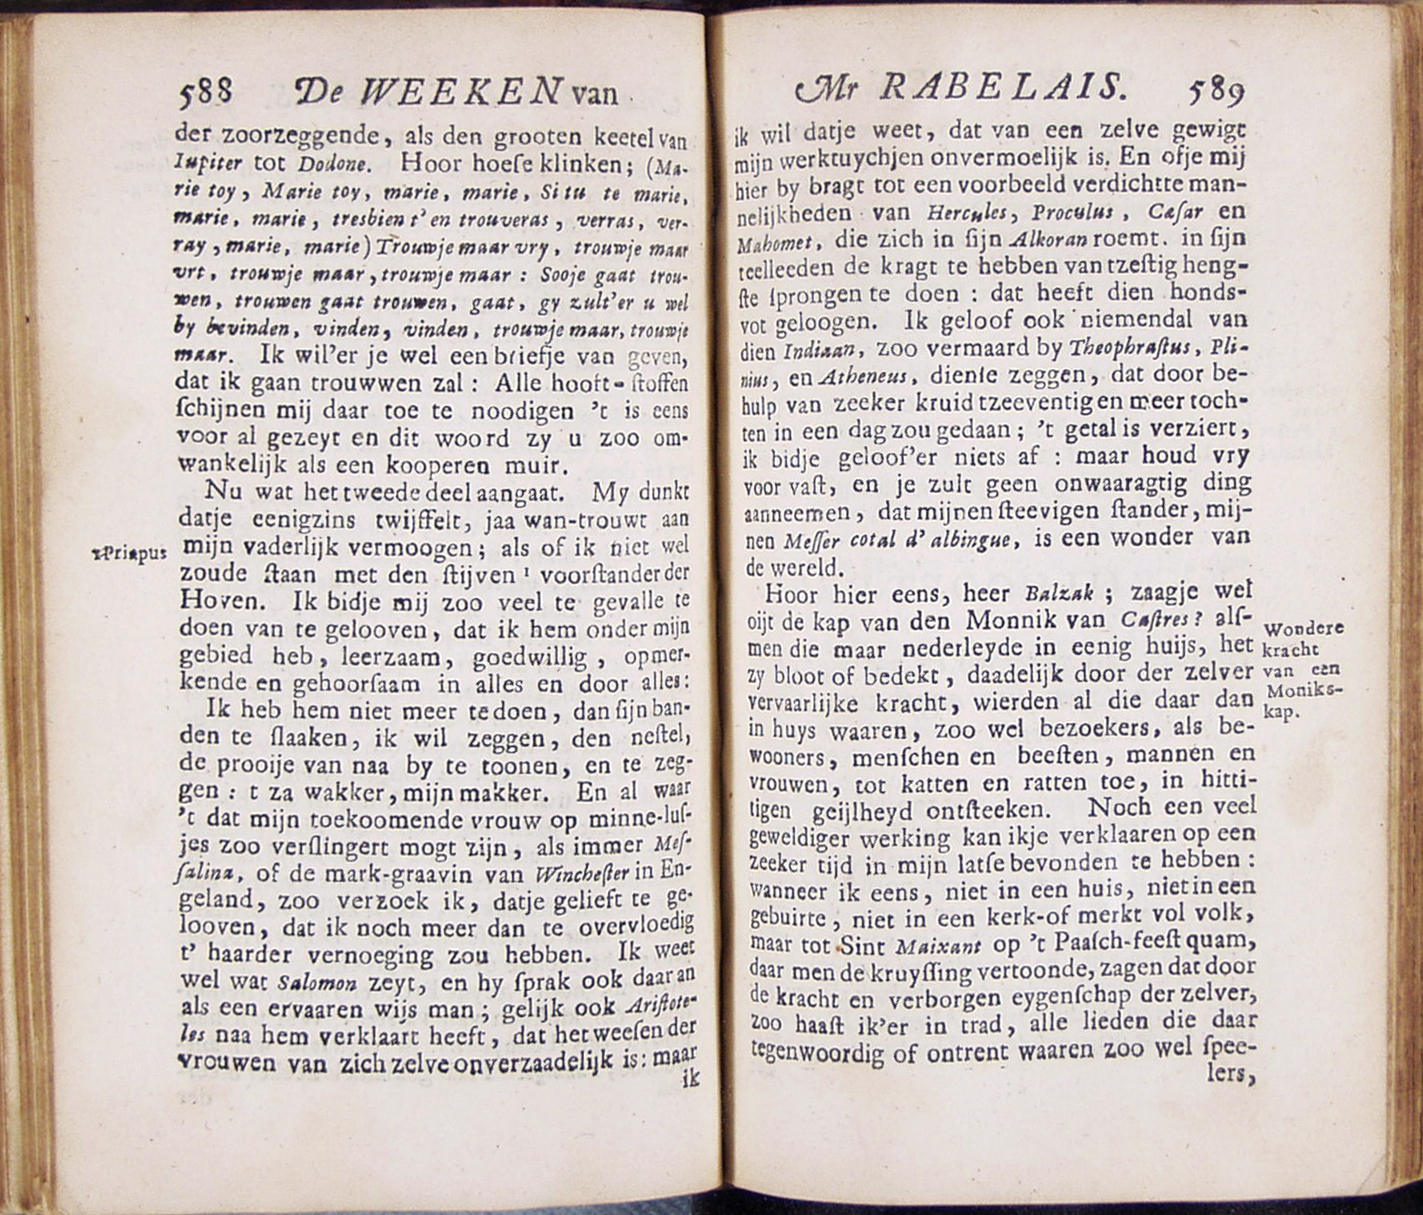 588 De WEEKEN van
der zoorzeggende, als den grooten keetel van
Iupiter tot Dodone. Hoor hoeſe klinken; (Ma-
rie toy, Marie toy, marie, marie, Si tu te marie,
marie, marie, tresbien t'en trouveras, verras, ver-
ray, marie, marie) Trouwje maar vry, trouwje maar
vrt, trouwje maar, trouwje maar: Sooje gaat trou-
wen, trouwen gaat trouwen, gaat, gy zult'er u wel
by bevinden, vinden, vinden, trouwje maar, trouwje
maar. Ik wil'er je wel een briefje van geven,
dat ik gaan trouwwen zal: Alle hooft-ſtoffen
ſchijnen mij daar toe te noodigen 't is eens
voor al gezeyt en dit woord zy u zoo om-
wankelijk als een kooperen muir.
Nu wat het tweede deel aangaat. My dunkt
datje eenigzins twijffelt, jaa wan-trouwt aan
mijn vaderlijk vermoogen; als of ik niet wel
1Priapus
zoude ſtaan met den ſtijven ¹ voorſtander der
Hoven. Ik bidje mij zoo veel te gevalle te
doen van te gelooven, dat ik hem onder mijn
gebied heb, leerzaam, goedwillig, opmer-
kende en gehoorſaam in alles en door alles:
Ik heb hem niet meer te doen, dan ſijn ban-
den te ſlaaken, ik wil zeggen, den neſtel,
de prooije van naa by te toonen, en te zeg-
gen: t za wakker, mijn makker. En al waar
't dat mijn toekoomende vrouw op minne-luſ-
jes zoo verſlingert mogt zijn, als immer Meſ-
ſalina, of de mark-graavin van Wincheſter in En-
geland, zoo verzoek ik, datje gelieft te ge-
looven, dat ik noch meer dan te overvloedig
t' haarder vernoeging zou hebben. Ik weet
wel wat Salomon zeyt, en hy ſprak ook daar an
als een ervaaren wijs man; gelijk ook Ariſtote-
les naa hem verklaart heeft, dat het weeſen der
vrouwen van zich zelve onverzaadelijk is: maar
ik
Mr RABELAIS. 589
ik wil datje weet, dat van een zelve gewigt
mijn werktuychjen onvermoelijk is. En ofje mij
hier by bragt tot een voorbeeld verdichtte man-
nelijkheden van Hercules, Proculus, Cæſar en
Mahomet, die zich in ſijn Alkoran roemt. in ſijn
teelleeden de kragt te hebben van tzeſtig heng-
ſte ſprongen te doen: dat heeft dien honds-
vot geloogen. Ik geloof ook niemendal van
dien Indiaan, zoo vermaard by Theophraſtus, Pli-
nius, en Atheneus, dienſe zeggen, dat door be-
hulp van zeeker kruid tzeeventig en meer toch-
ten in een dag zou gedaan; 't getal is verziert,
ik bidje geloof'er niets af: maar houd vry
voor vaſt, en je zult geen onwaaragtig ding
aanneemen, dat mijnen ſteevigen ſtander, mij-
nen Meſſer cotal d' albingue, is een wonder van
de wereld.
Hoor hier eens, heer Balzak; zaagje wel
oijt de kap van den Monnik van Caſtres? alſ-
men die maar nederleyde in eenig huijs, het
zy bloot of bedekt, daadelijk door der zelver
vervaarlijke kracht, wierden al die daar dan
in huys waaren, zoo wel bezoekers, als be-
Wondere
kracht
van een
Moniks-
kap.
wooners, menſchen en beeſten, mannen en
vrouwen, tot katten en ratten toe, in hitti-
tigen geijlheyd ontſteeken. Noch een veel
geweldiger werking kan ikje verklaaren op een
zeeker tijd in mijn latſe bevonden te hebben:
wanneer ik eens, niet in een huis, niet in een
gebuirte, niet in een kerk-of merkt vol volk,
maar tot Sint Maixant op 't Paaſch-feeſt quam,
daar men de kruyſſing vertoonde, zagen dat door
de kracht en verborgen eygenſchap der zelver,
zoo haaſt ik'er in trad, alle lieden die daar
tegenwoordig of ontrent waaren zoo wel ſpee-
lers,